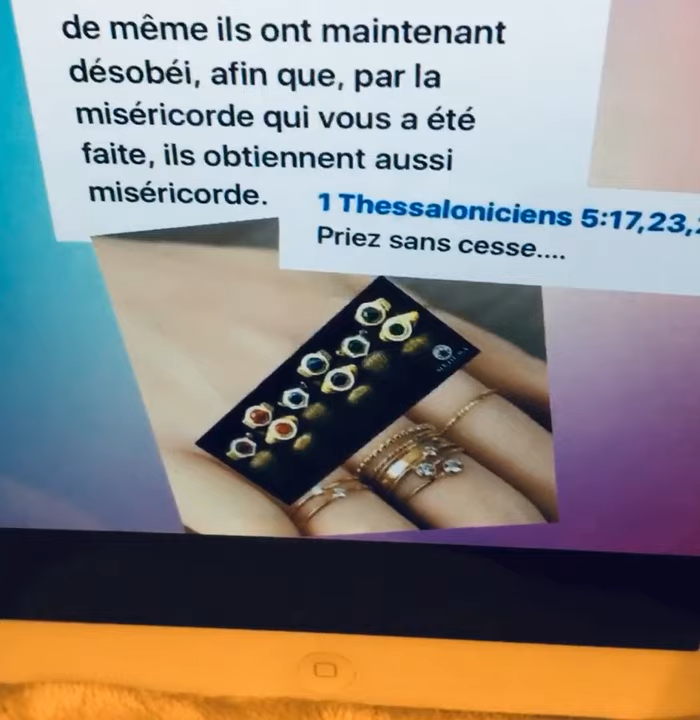 de même ils ont maintenant
désobéi, afin que, par la
miséricorde qui vous a été
faite, ils obtiennent aussi
miséricorde.
1 Thessaloniciens 5:17,23,
Priez sans cesse....